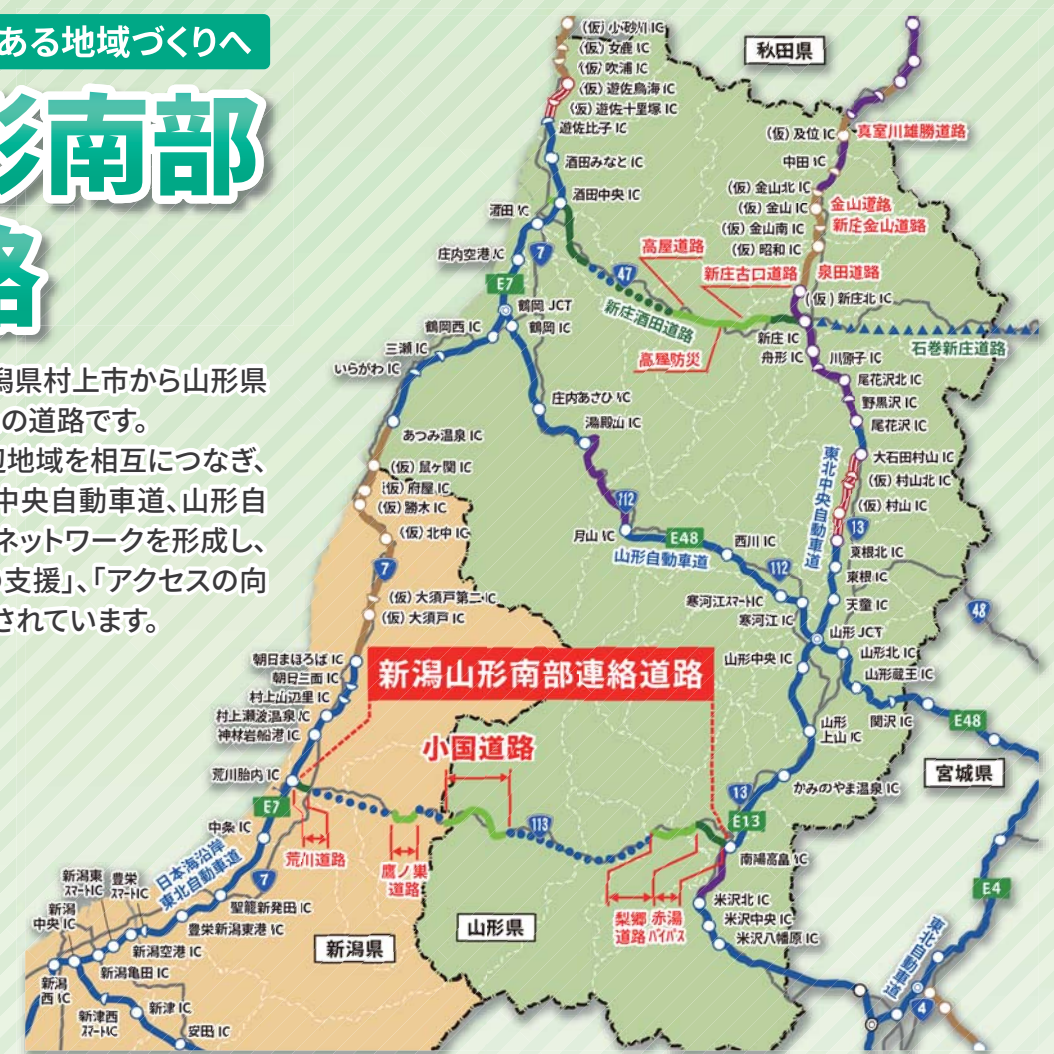 ある地域づくりへ
形南部
路
潟県村上市から山形県
の道路です。
辺地域を相互につなぎ、
中央自動車道、山形自
ネットワークを形成し、
支援」、「アクセスの向
されています。
秋田県
(仮)小砂川IC
(仮)女鹿IC
(仮)吹浦IC
(仮)遊佐鳥海IC
(仮)遊佐十里塚IC
遊佐比子IC
酒田みなとIC
酒田中央IC
酒田IC
庄内空港IC
7
E7
鶴岡JCT
鶴岡西IC
鶴岡IC
三瀬IC
いらがわIC
あつみ温泉IC
(仮)鼠ヶ関IC
(仮)府屋IC
(仮)勝木IC
(仮)北中IC
7
(仮)大須戸第二IC
(仮)大須戸IC
朝日まほろばIC
朝日三面IC
村上山辺里IC
村上瀬波温泉IC
神林岩船港IC
荒川胎内IC
E7
中条IC
日本海沿岸
東北自動車道
7
聖籠新発田IC
豊栄新潟東港IC
新潟空港IC
新潟亀田IC
新潟東
スマートIC
豊栄
スマートIC
新潟
中央IC
新潟
西IC
新津西
スマートIC
新津IC
安田IC
新潟県
(仮)及位IC
真室川雄勝道路
中田IC
(仮)金山北IC
(仮)金山IC
金山道路
(仮)金山南IC
新庄金山道路
(仮)昭和IC
泉田道路
(仮)新庄北IC
高屋道路
47
新庄古口道路
新庄酒田道路
高屋防災
新庄IC
石巻新庄道路
舟形IC
川原子IC
尾花沢北IC
野黒沢IC
尾花沢IC
大石田村山IC
(仮)村山北IC
(仮)村山IC
東北中央自動車道
13
東根北IC
東根IC
天童IC
48
山形JCT
山形北IC
山形蔵王IC
関沢IC
E48
宮城県
庄内あさひIC
湯殿山IC
112
月山IC
E48
山形自動車道
西川IC
112
寒河江スマートIC
寒河江IC
山形中央IC
山形
上山IC
かみのやま温泉IC
13
E13
南陽高畠IC
米沢北IC
米沢中央IC
米沢八幡原IC
新潟山形南部連絡道路
小国道路
113
荒川道路
鷹ノ巣
道路
梨郷
道路
赤湯
バイパス
山形県
E4
東北自動車道
4